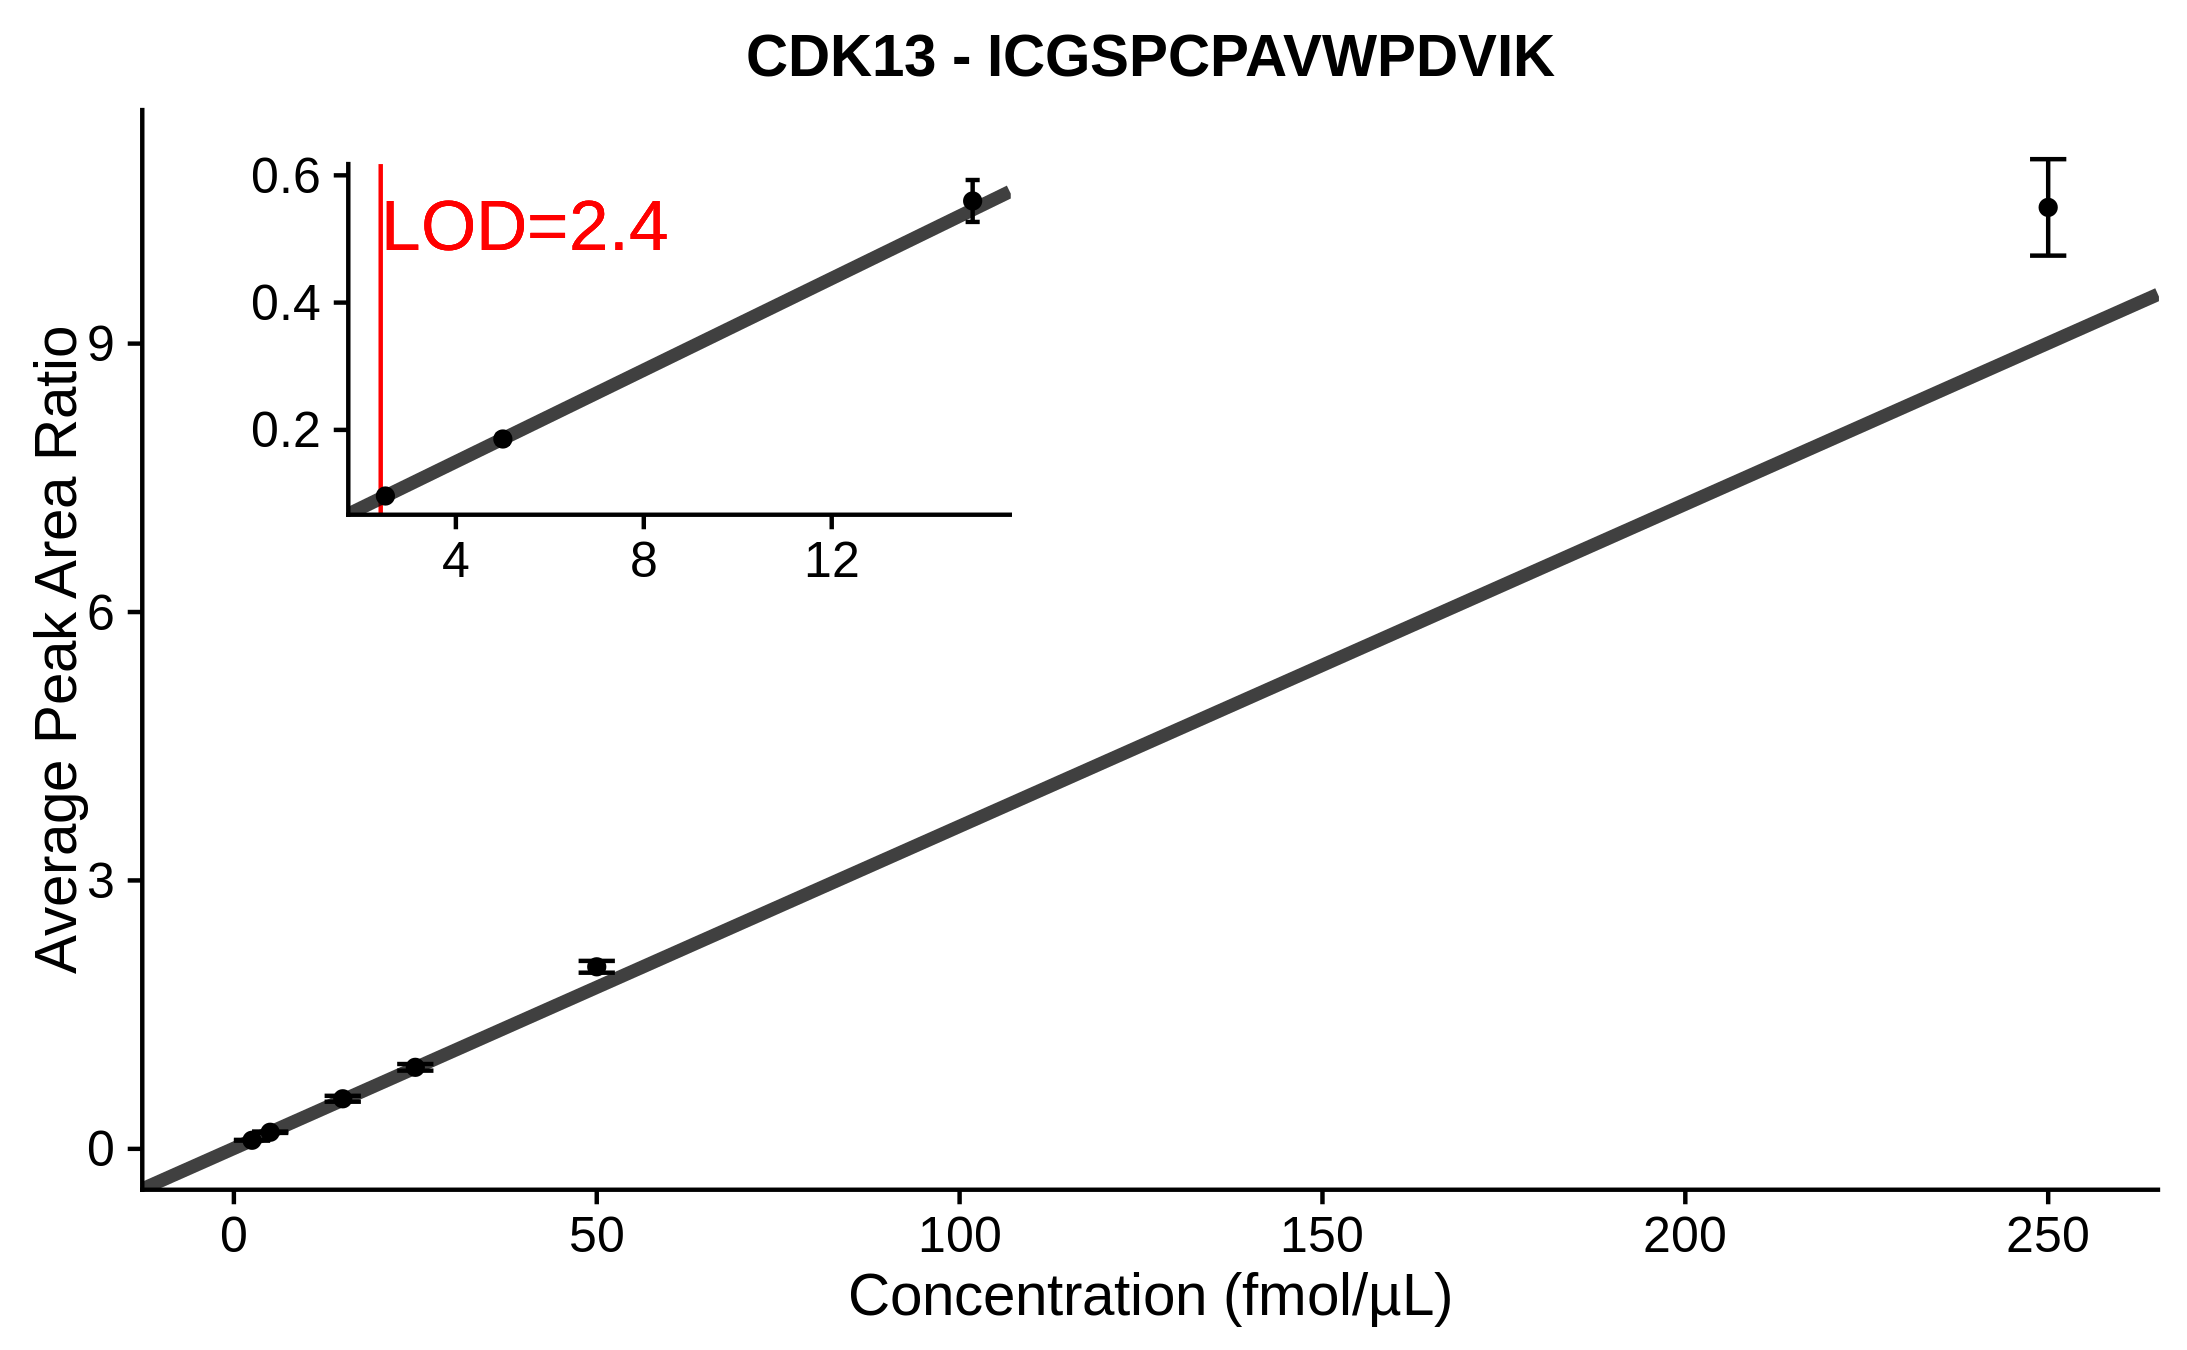 CDK13 - ICGSPCPAVWPDVIK
Average Peak Area Ratio
9
6
3
0
0.6
0.4
0.2
LOD=2.4
4 8 12
0 50 100 150 200 250
Concentration (fmol/µL)